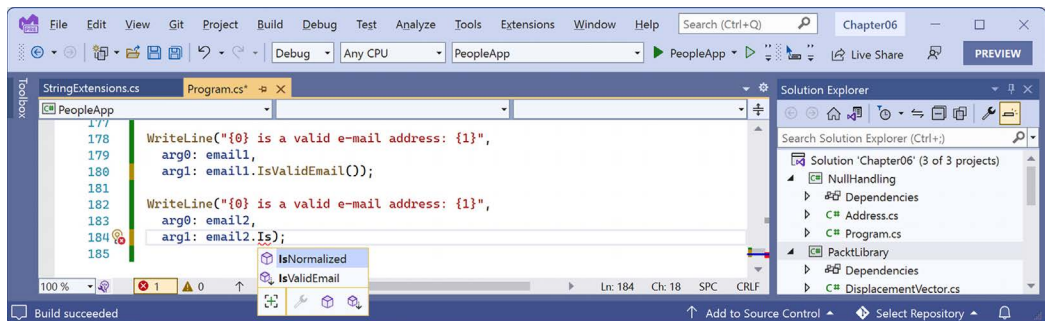 File Edit View Git Project Build Debug Test Analyze Tools Extensions Window Help Search (Ctrl+Q) Chapter06
Debug Any CPU PeopleApp PeopleApp Live Share PREVIEW
Toolbox
StringExtensions.cs Program.cs*
PeopleApp
177
178 WriteLine("{0} is a valid e-mail address: {1}",
179 arg0: email1,
180 arg1: email1.IsValidEmail());
181
182 WriteLine("{0} is a valid e-mail address: {1}",
183 arg0: email2,
184 arg1: email2.Is);
185
IsNormalized
IsValidEmail
100 % 1 0 Ln: 184 Ch: 18 SPC CRLF
Solution Explorer
Search Solution Explorer (Ctrl+;)
Solution 'Chapter06' (3 of 3 projects)
NullHandling
Dependencies
C# Address.cs
C# Program.cs
PacktLibrary
Dependencies
C# DisplacementVector.cs
Build succeeded Add to Source Control Select Repository